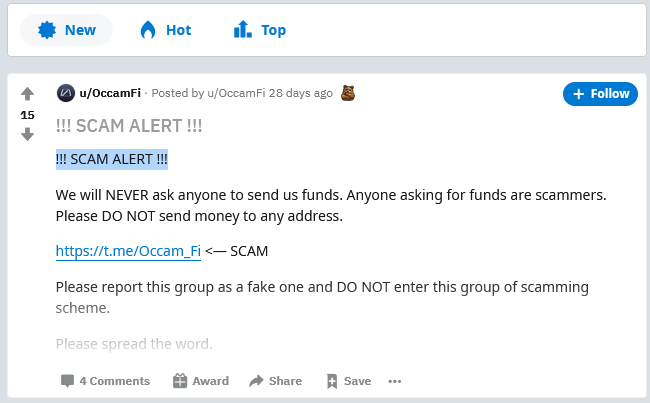 New Hot Top
u/OccamFi · Posted by u/OccamFi 28 days ago
+ Follow
15
!!! SCAM ALERT !!!
!!! SCAM ALERT !!!
We will NEVER ask anyone to send us funds. Anyone asking for funds are scammers.
Please DO NOT send money to any address.
https://t.me/Occam_Fi <— SCAM
Please report this group as a fake one and DO NOT enter this group of scamming
scheme.
Please spread the word.
4 Comments Award Share Save ...